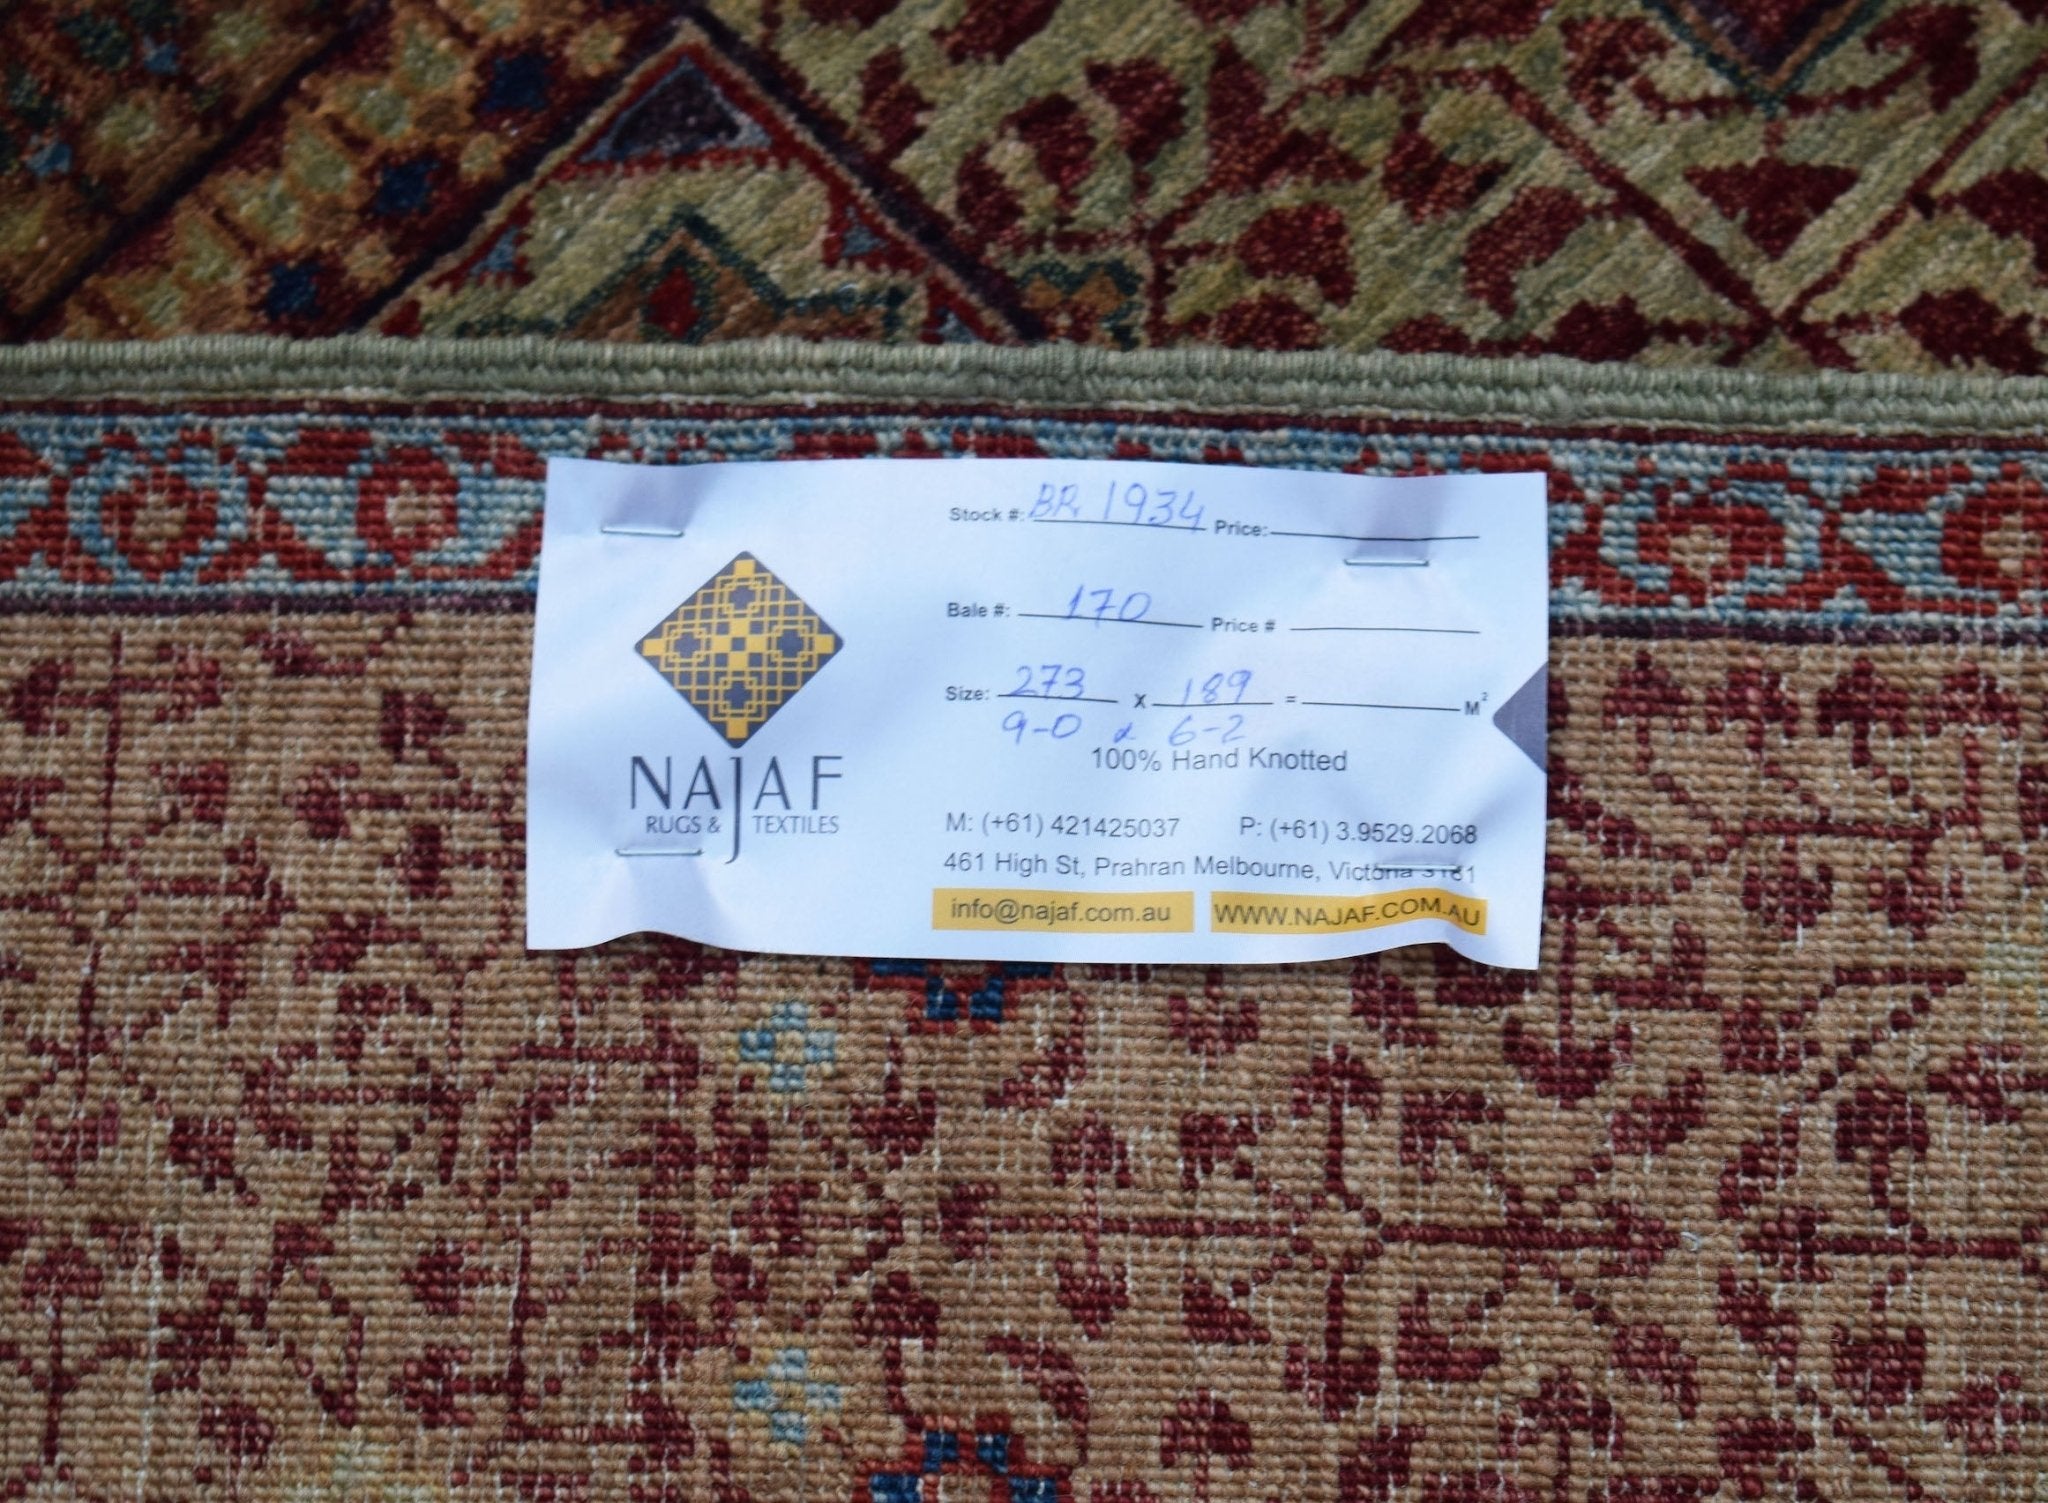 Stock #: BR 1934 Price:
Bale #: 170 Price #
Size: 273 x 189 = M²
9-0 x 6-2
100% Hand Knotted
NAJAF
RUGS & TEXTILES
M: (+61) 421425037 P: (+61) 3.9529.2068
461 High St, Prahran Melbourne, Victoria 3181
info@najaf.com.au WWW.NAJAF.COM.AU